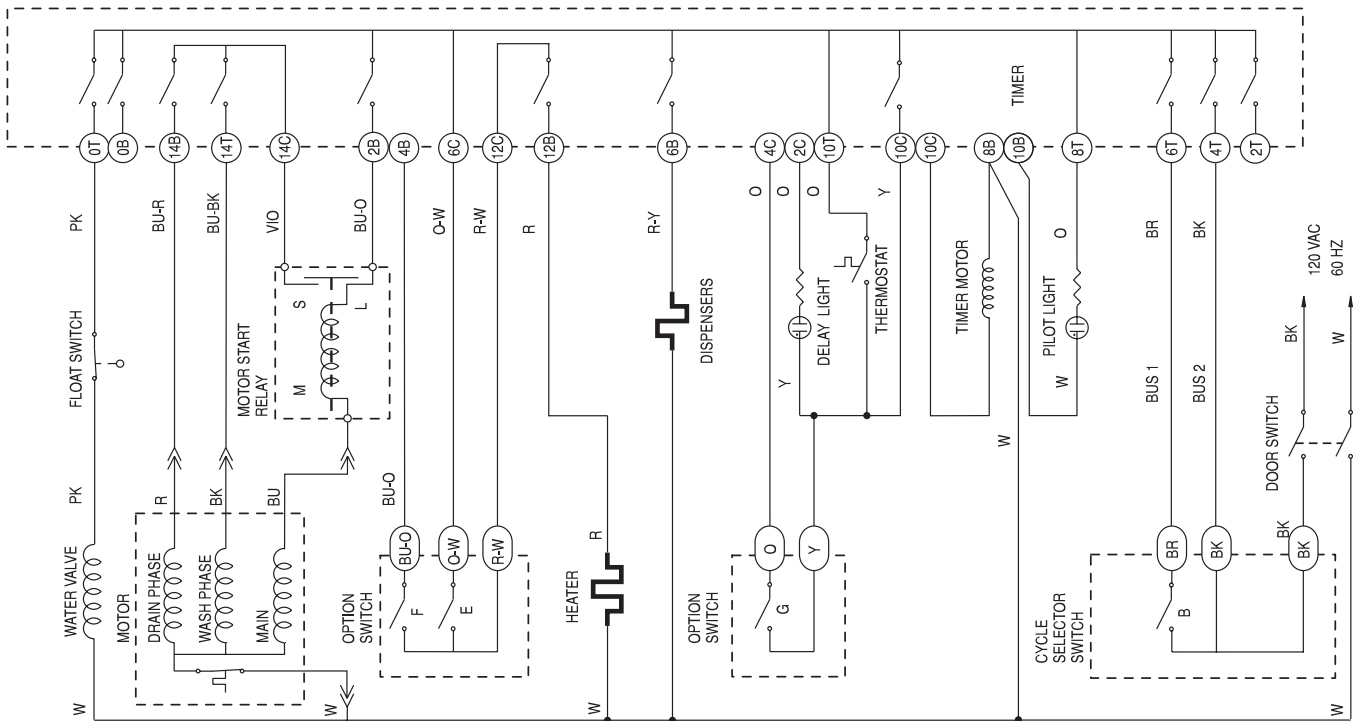 TIMER
0T
0B
14B
14T
14C
2B
4B
6C
12C
12B
6B
4C
2C
10T
10C
10C
8B
10B
8T
6T
4T
2T
PK
BU-R
BU-BK
VIO
BU-O
O-W
R-W
R
R-Y
O
O
O
Y
O
BR
BK
120 VAC
60 HZ
FLOAT SWITCH
MOTOR START
RELAY
S
L
M
DISPENSERS
DELAY LIGHT
THERMOSTAT
TIMER MOTOR
PILOT LIGHT
BK
W
Y
W
W
BUS 1
BUS 2
DOOR SWITCH
PK
R
BK
BU
BU-O
R
BU-O
O-W
R-W
O
Y
BR
BK
BK
BK
WATER VALVE
MOTOR
DRAIN PHASE
WASH PHASE
MAIN
OPTION
SWITCH
F
E
HEATER
OPTION
SWITCH
G
CYCLE
SELECTOR
SWITCH
B
W
W
W
W